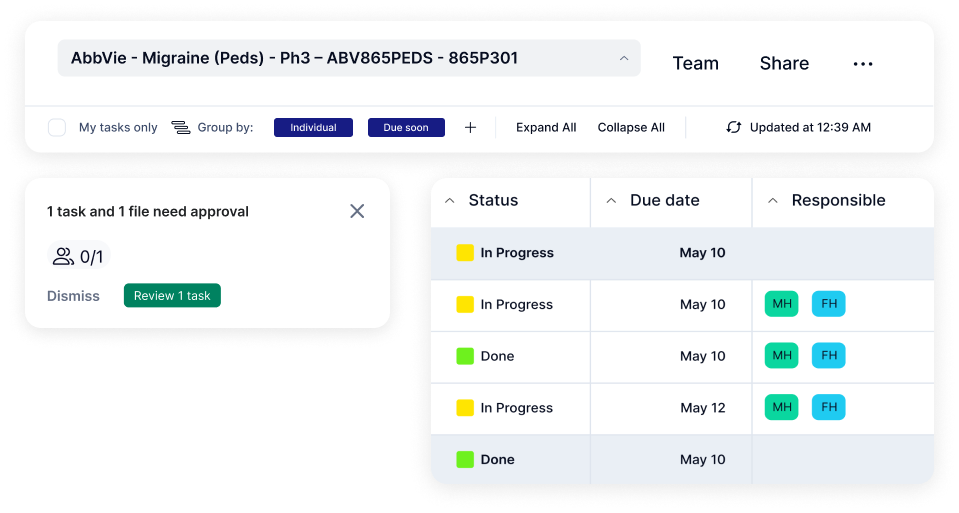 AbbVie - Migraine (Peds) - Ph3 – ABV865PEDS - 865P301
Team
Share
My tasks only
Group by:
Individual
Due soon
Expand All
Collapse All
Updated at 12:39 AM
1 task and 1 file need approval
0/1
Dismiss
Review 1 task
Status Due date Responsible
In Progress May 10
In Progress May 10 MH FH
Done May 10 MH FH
In Progress May 12 MH FH
Done May 10